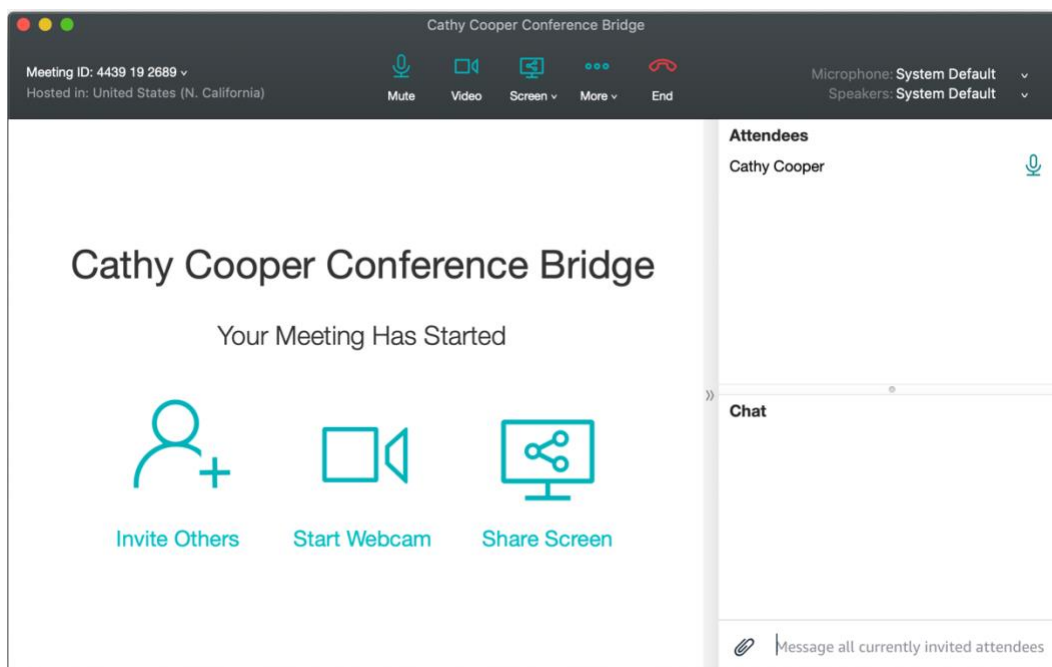 Cathy Cooper Conference Bridge
Meeting ID: 4439 19 2689
Hosted in: United States (N. California)
Mute Video Screen More End
Microphone: System Default
Speakers: System Default
Cathy Cooper Conference Bridge
Your Meeting Has Started
Invite Others Start Webcam Share Screen
Attendees
Cathy Cooper
Chat
Message all currently invited attendees